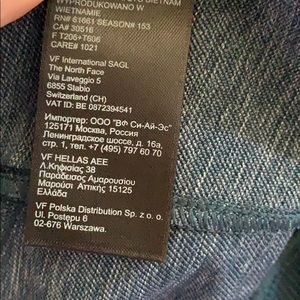 VIETNAM
WYPRODUKOWANO W
WIETNAMIE
RN# 61661 SEASON# 153
CA# 30516
F T205+T606
CARE# 1021
VF International SAGL
The North Face
Via Laveggio 5
6855 Stabio
Switzerland (CH)
VAT ID: BE 0872394541
Импортер: ООО "ВФ Си-Ай-Эс"
125171 Москва, Россия
Ленинградское шоссе, д. 16а,
стр. 1, тел: +7 (495) 797 60 70
VF HELLAS AEE
Λ.Κηφισίας 38
Παράδεισος Αμαρουσίου
Μαρούσι Αττικής 15125
Ελλάδα
VF Polska Distribution Sp. z o. o.
Ul. Postępu 6
02-676 Warszawa.